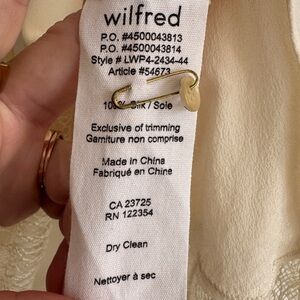 wilfred
P.O. #4500043813
P.O. #4500043814
Style # LWP4-2434-44
Article #54673
100% Silk / Soie
Exclusive of trimming
Garniture non comprise
Made in China
Fabriqué en Chine
CA 23725
RN 122354
Dry Clean
Nettoyer à sec